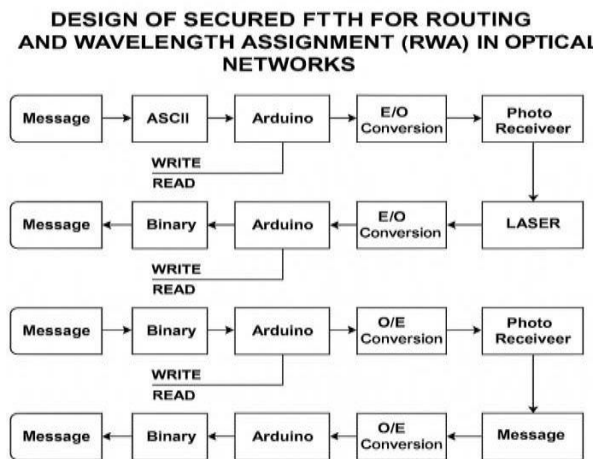 DESIGN OF SECURED FTTH FOR ROUTING
AND WAVELENGTH ASSIGNMENT (RWA) IN OPTICAL
NETWORKS
Message
ASCII
Arduino
E/O
Conversion
Photo
Receiveer
WRITE
READ
Message
Binary
Arduino
E/O
Conversion
LASER
WRITE
READ
Message
Binary
Arduino
O/E
Conversion
Photo
Receiveer
WRITE
READ
Message
Binary
Arduino
O/E
Conversion
Message